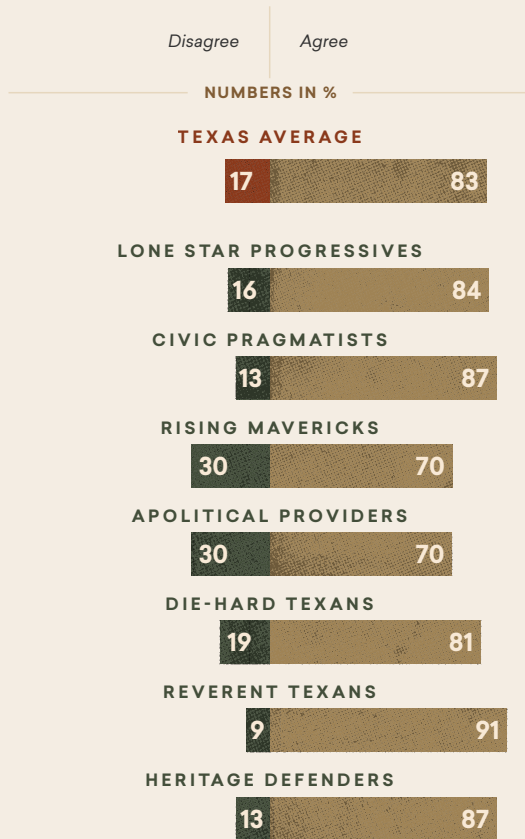 Disagree Agree
NUMBERS IN %
TEXAS AVERAGE
17 83
LONE STAR PROGRESSIVES
16 84
CIVIC PRAGMATISTS
13 87
RISING MAVERICKS
30 70
APOLITICAL PROVIDERS
30 70
DIE-HARD TEXANS
19 81
REVERENT TEXANS
9 91
HERITAGE DEFENDERS
13 87